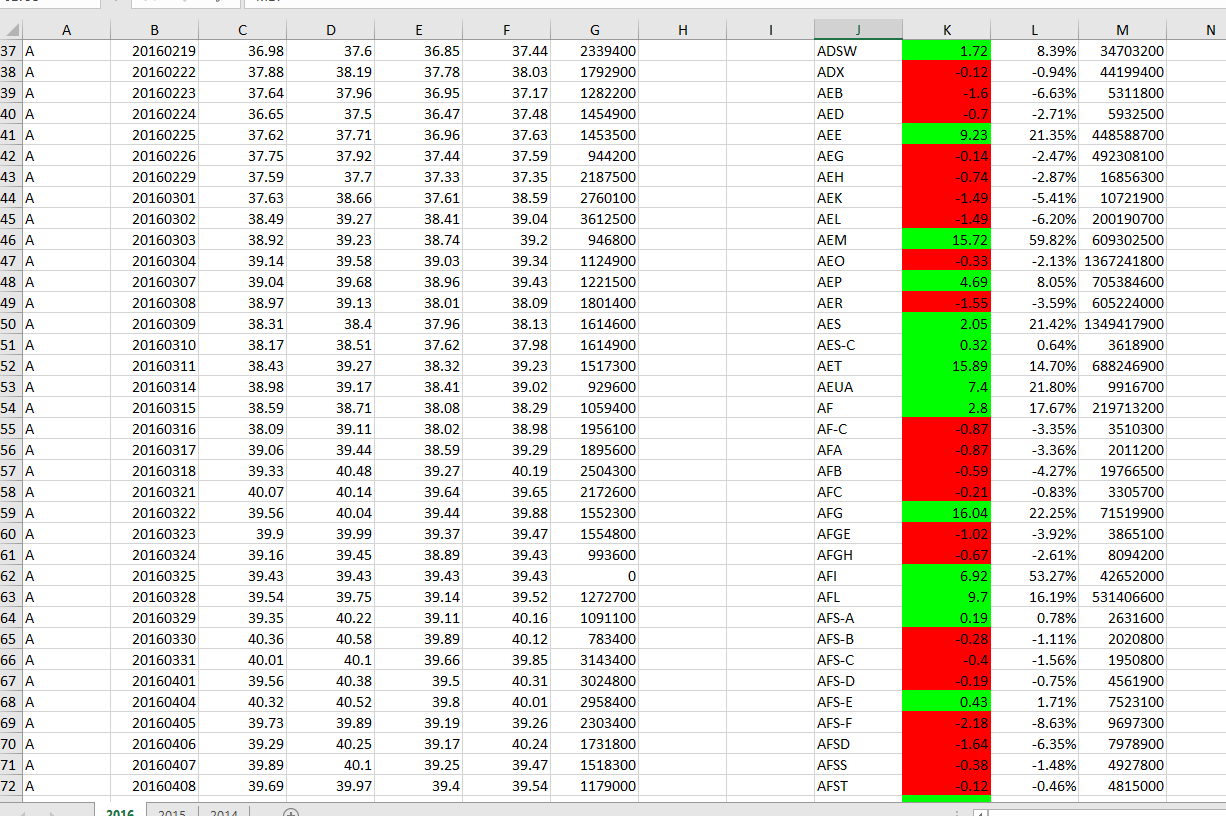 A B C D E F G H I J K L M N
37 A 20160219 36.98 37.6 36.85 37.44 2339400 ADSW 1.72 8.39% 34703200
38 A 20160222 37.88 38.19 37.78 38.03 1792900 ADX -0.12 -0.94% 44199400
39 A 20160223 37.64 37.96 36.95 37.17 1282200 AEB -1.6 -6.63% 5311800
40 A 20160224 36.65 37.5 36.47 37.48 1454900 AED -0.7 -2.71% 5932500
41 A 20160225 37.62 37.71 36.96 37.63 1453500 AEE 9.23 21.35% 448588700
42 A 20160226 37.75 37.92 37.44 37.59 944200 AEG -0.14 -2.47% 492308100
43 A 20160229 37.59 37.7 37.33 37.35 2187500 AEH -0.74 -2.87% 16856300
44 A 20160301 37.63 38.66 37.61 38.59 2760100 AEK -1.49 -5.41% 10721900
45 A 20160302 38.49 39.27 38.41 39.04 3612500 AEL -1.49 -6.20% 200190700
46 A 20160303 38.92 39.23 38.74 39.2 946800 AEM 15.72 59.82% 609302500
47 A 20160304 39.14 39.58 39.03 39.34 1124900 AEO -0.33 -2.13% 1367241800
48 A 20160307 39.04 39.68 38.96 39.43 1221500 AEP 4.69 8.05% 705384600
49 A 20160308 38.97 39.13 38.01 38.09 1801400 AER -1.55 -3.59% 605224000
50 A 20160309 38.31 38.4 37.96 38.13 1614600 AES 2.05 21.42% 1349417900
51 A 20160310 38.17 38.51 37.62 37.98 1614900 AES-C 0.32 0.64% 3618900
52 A 20160311 38.43 39.27 38.32 39.23 1517300 AET 15.89 14.70% 688246900
53 A 20160314 38.98 39.17 38.41 39.02 929600 AEUA 7.4 21.80% 9916700
54 A 20160315 38.59 38.71 38.08 38.29 1059400 AF 2.8 17.67% 219713200
55 A 20160316 38.09 39.11 38.02 38.98 1956100 AF-C -0.87 -3.35% 3510300
56 A 20160317 39.06 39.44 38.59 39.29 1895600 AFA -0.87 -3.36% 2011200
57 A 20160318 39.33 40.48 39.27 40.19 2504300 AFB -0.59 -4.27% 19766500
58 A 20160321 40.07 40.14 39.64 39.65 2172600 AFC -0.21 -0.83% 3305700
59 A 20160322 39.56 40.04 39.44 39.88 1552300 AFG 16.04 22.25% 71519900
60 A 20160323 39.9 39.99 39.37 39.47 1554800 AFGE -1.02 -3.92% 3865100
61 A 20160324 39.16 39.45 38.89 39.43 993600 AFGH -0.67 -2.61% 8094200
62 A 20160325 39.43 39.43 39.43 39.43 0 AFI 6.92 53.27% 42652000
63 A 20160328 39.54 39.75 39.14 39.52 1272700 AFL 9.7 16.19% 531406600
64 A 20160329 39.35 40.22 39.11 40.16 1091100 AFS-A 0.19 0.78% 2631600
65 A 20160330 40.36 40.58 39.89 40.12 783400 AFS-B -0.28 -1.11% 2020800
66 A 20160331 40.01 40.1 39.66 39.85 3143400 AFS-C -0.4 -1.56% 1950800
67 A 20160401 39.56 40.38 39.5 40.31 3024800 AFS-D -0.19 -0.75% 4561900
68 A 20160404 40.32 40.52 39.8 40.01 2958400 AFS-E 0.43 1.71% 7523100
69 A 20160405 39.73 39.89 39.19 39.26 2303400 AFS-F -2.18 -8.63% 9697300
70 A 20160406 39.29 40.25 39.17 40.24 1731800 AFSD -1.64 -6.35% 7978900
71 A 20160407 39.89 40.1 39.25 39.47 1518300 AFSS -0.38 -1.48% 4927800
72 A 20160408 39.69 39.97 39.4 39.54 1179000 AFST -0.12 -0.46% 4815000
2016 2015 2014